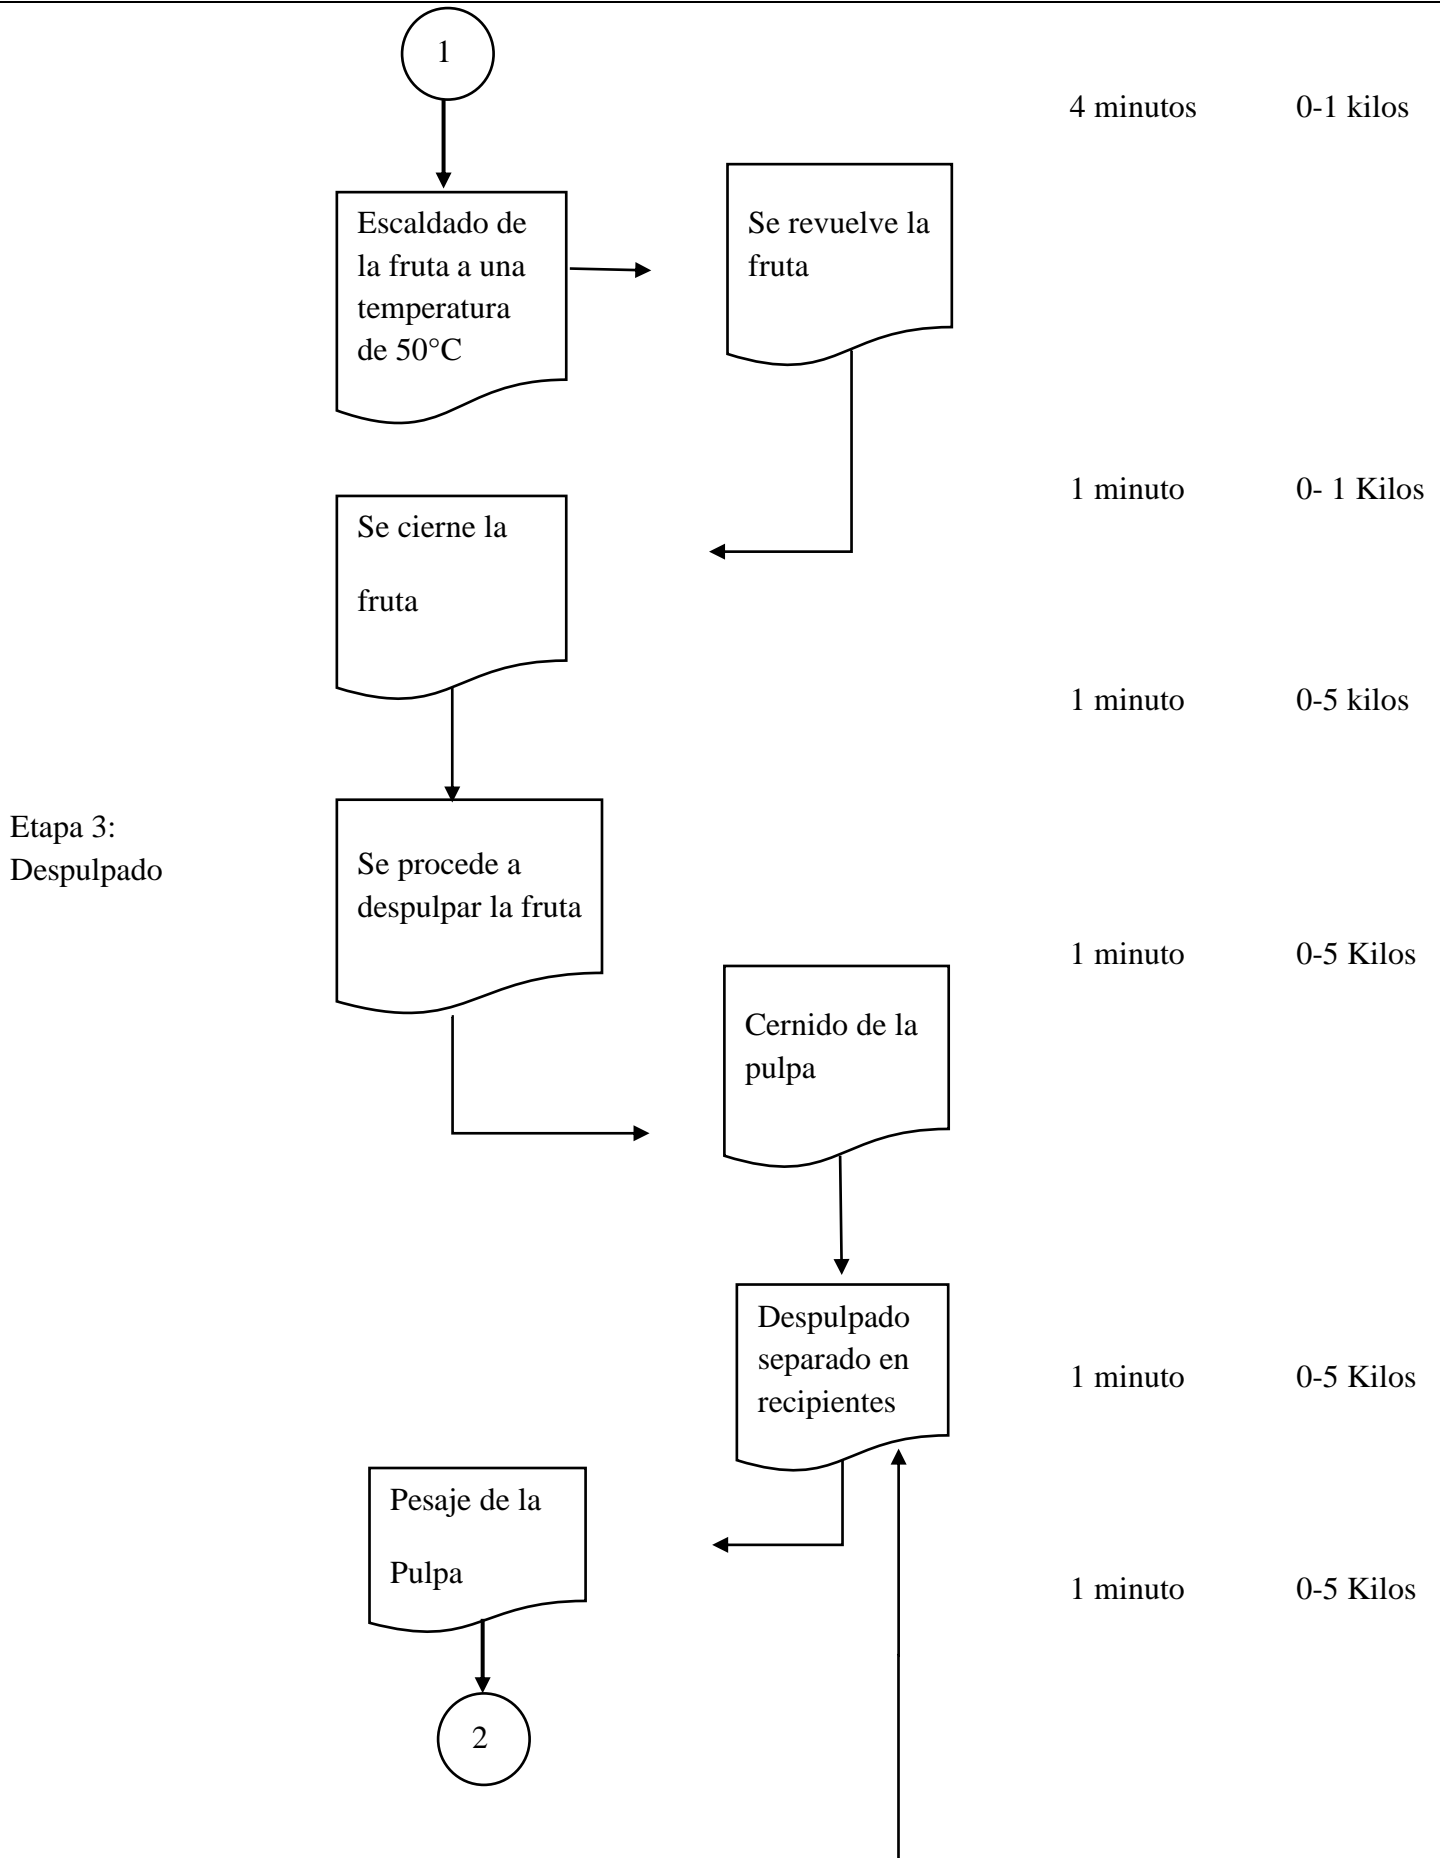 1
4 minutos 0-1 kilos
Escaldado de
la fruta a una
temperatura
de 50°C
Se revuelve la
fruta
1 minuto 0- 1 Kilos
Se cierne la
fruta
1 minuto 0-5 kilos
Etapa 3:
Despulpado
Se procede a
despulpar la fruta
1 minuto 0-5 Kilos
Cernido de la
pulpa
Despulpado
separado en
recipientes
1 minuto 0-5 Kilos
Pesaje de la
Pulpa
1 minuto 0-5 Kilos
2